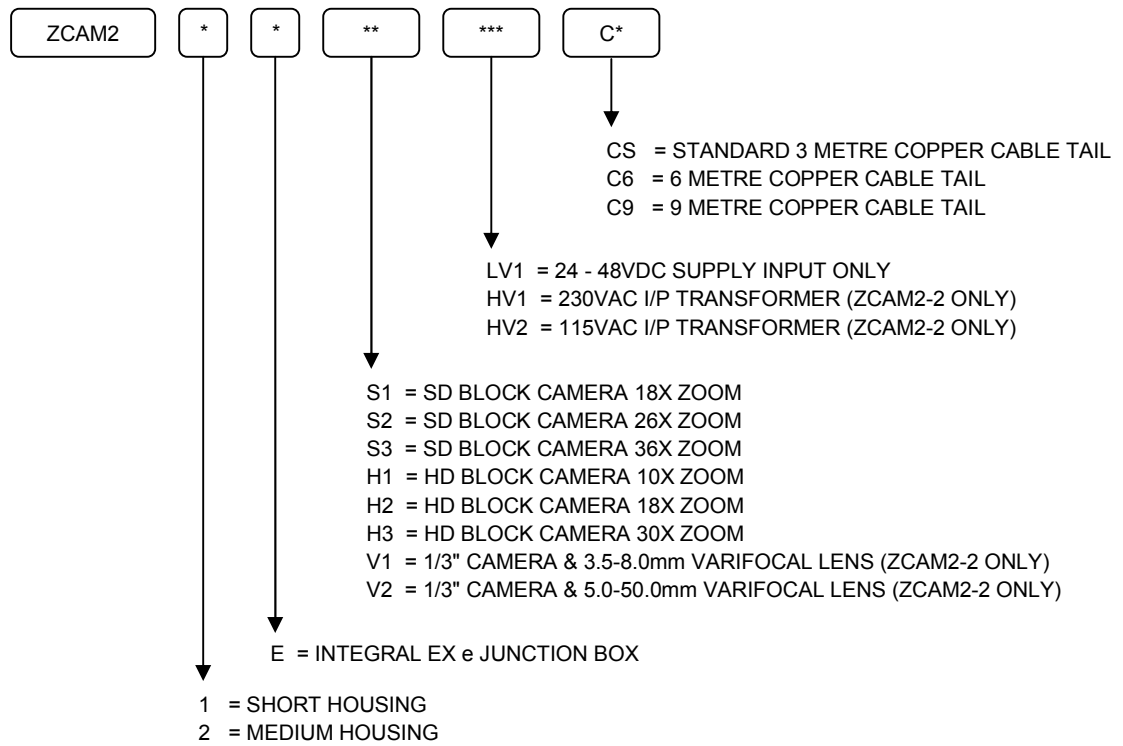 ZCAM2 * * ** *** C*
CS = STANDARD 3 METRE COPPER CABLE TAIL
C6 = 6 METRE COPPER CABLE TAIL
C9 = 9 METRE COPPER CABLE TAIL
LV1 = 24 - 48VDC SUPPLY INPUT ONLY
HV1 = 230VAC I/P TRANSFORMER (ZCAM2-2 ONLY)
HV2 = 115VAC I/P TRANSFORMER (ZCAM2-2 ONLY)
S1 = SD BLOCK CAMERA 18X ZOOM
S2 = SD BLOCK CAMERA 26X ZOOM
S3 = SD BLOCK CAMERA 36X ZOOM
H1 = HD BLOCK CAMERA 10X ZOOM
H2 = HD BLOCK CAMERA 18X ZOOM
H3 = HD BLOCK CAMERA 30X ZOOM
V1 = 1/3" CAMERA & 3.5-8.0mm VARIFOCAL LENS (ZCAM2-2 ONLY)
V2 = 1/3" CAMERA & 5.0-50.0mm VARIFOCAL LENS (ZCAM2-2 ONLY)
E = INTEGRAL EX e JUNCTION BOX
1 = SHORT HOUSING
2 = MEDIUM HOUSING